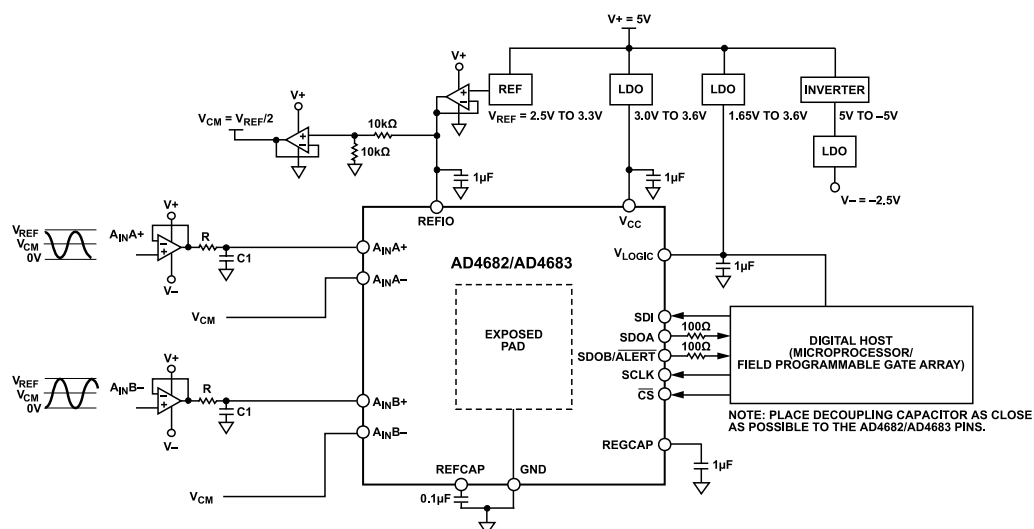 V+ = 5V
V+
REF
LDO
LDO
INVERTER
V+
VREF = 2.5V TO 3.3V
3.0V TO 3.6V
1.65V TO 3.6V
5V TO –5V
VCM = VREF/2
10kΩ
10kΩ
LDO
1µF
1µF
V– = –2.5V
REFIO
VCC
V+
VREF
VCM
0V
AINA+
R
C1
V–
AINA+
AD4682/AD4683
VLOGIC
1µF
AINA–
VCM
EXPOSED
PAD
SDI
SDOA
100Ω
SDOB/ALERT
100Ω
SCLK
CS
DIGITAL HOST
(MICROPROCESSOR/
FIELD PROGRAMMABLE GATE ARRAY)
V+
VREF
VCM
0V
AINB–
R
C1
V–
AINB+
AINB–
VCM
NOTE: PLACE DECOUPLING CAPACITOR AS CLOSE
AS POSSIBLE TO THE AD4682/AD4683 PINS.
REGCAP
1µF
REFCAP
GND
0.1µF